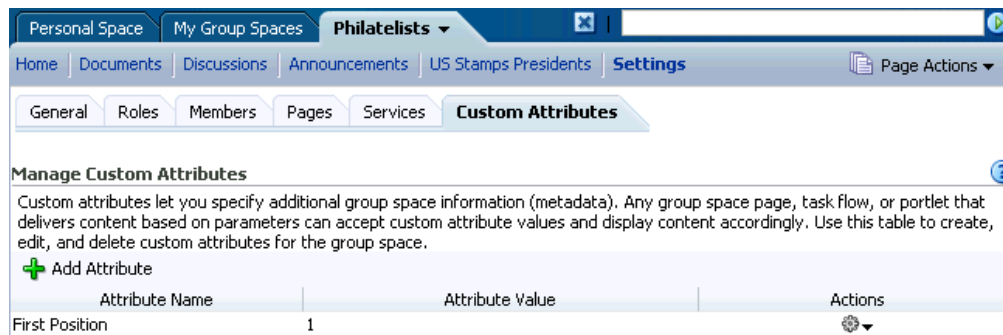 Personal Space My Group Spaces Philatelists
Home Documents Discussions Announcements US Stamps Presidents Settings Page Actions
General Roles Members Pages Services Custom Attributes
Manage Custom Attributes
Custom attributes let you specify additional group space information (metadata). Any group space page, task flow, or portlet that
delivers content based on parameters can accept custom attribute values and display content accordingly. Use this table to create,
edit, and delete custom attributes for the group space.
Add Attribute
Attribute Name Attribute Value Actions
First Position 1